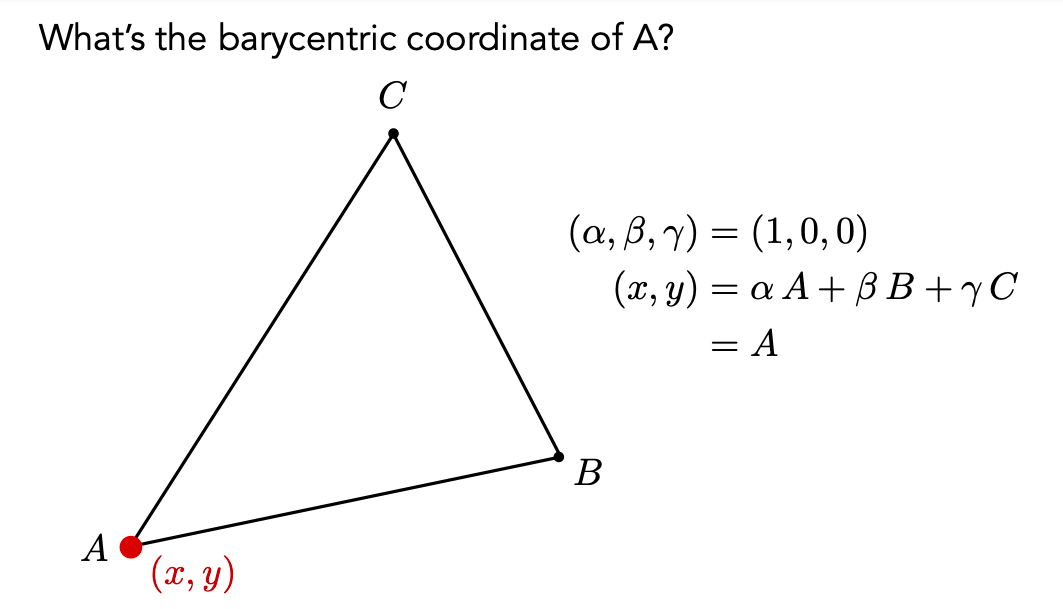 What's the barycentric coordinate of A?
C
(α, β, γ) = (1, 0, 0)
(x, y) = α A + β B + γ C
= A
B
A
(x, y)